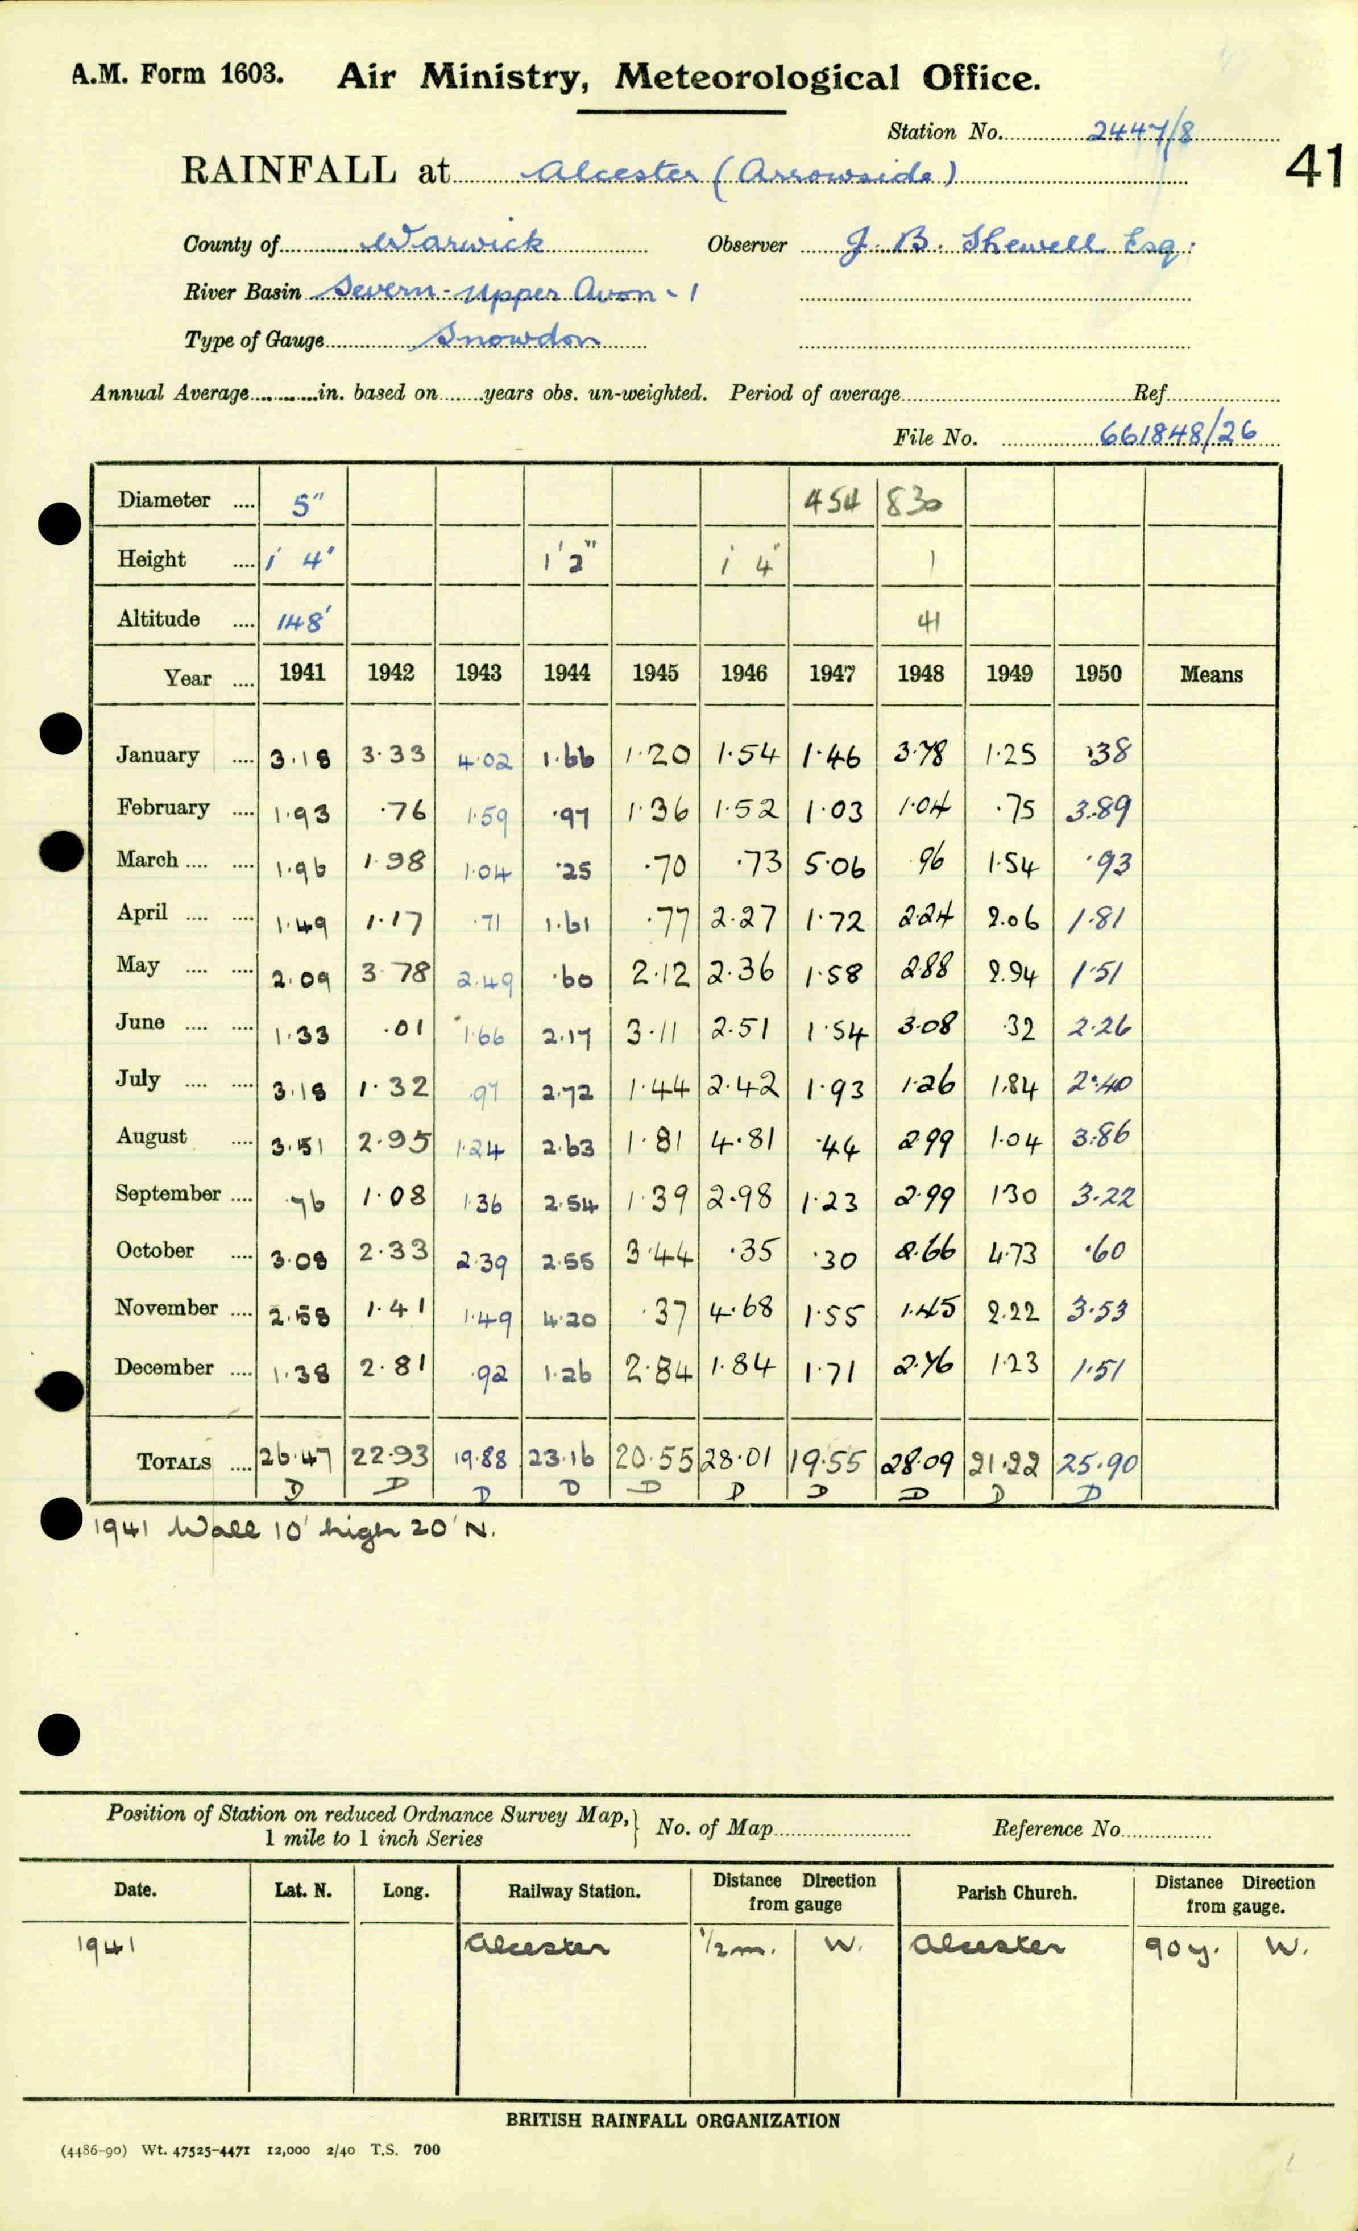 A.M. Form 1603. Air Ministry, Meteorological Office.
Station No. 2447/8
41
RAINFALL at Alcester (Arrowside)
County of Warwick Observer J. B. Shewell Esq.
River Basin Severn - Upper Avon - 1
Type of Gauge Snowdon
Annual Average in. based on years obs. un-weighted. Period of average Ref
File No. 661848/26
Diameter 5" 454 830
Height 1' 4" 1' 2" 1' 4" 1
Altitude 148' 41
Year 1941 1942 1943 1944 1945 1946 1947 1948 1949 1950 Means
January 3.18 3.33 4.02 1.66 1.20 1.54 1.46 3.78 1.25 .38
February 1.93 .76 1.59 .97 1.36 1.52 1.03 1.04 .75 3.89
March 1.96 1.98 1.04 .25 .70 .73 5.06 .96 1.54 .93
April 1.49 1.17 .71 1.61 .77 2.27 1.72 2.24 2.06 1.81
May 2.09 3.78 2.49 .60 2.12 2.36 1.58 2.88 2.94 1.51
June 1.33 .01 1.66 2.17 3.11 2.51 1.54 3.08 .32 2.26
July 3.18 1.32 .97 2.72 1.44 2.42 1.93 1.26 1.84 2.40
August 3.51 2.95 1.24 2.63 1.81 4.81 .44 2.99 1.04 3.86
September .76 1.08 1.36 2.54 1.39 2.98 1.23 2.99 1.30 3.22
October 3.08 2.33 2.39 2.55 3.44 .35 .30 2.66 4.73 .60
November 2.58 1.41 1.49 4.20 .37 4.68 1.55 1.45 2.22 3.53
December 1.38 2.81 .92 1.26 2.84 1.84 1.71 2.76 1.23 1.51
TOTALS 26.47 22.93 19.88 23.16 20.55 28.01 19.55 28.09 21.22 25.90
D D D D D D D D D D
1941 Wall 10' high 20' N.
Position of Station on reduced Ordnance Survey Map,
1 mile to 1 inch Series } No. of Map Reference No.
Date. Lat. N. Long. Railway Station. Distance Direction from gauge Parish Church. Distance Direction from gauge.
1941 Alcester 1/2 m. W. Alcester 90 y. W.
BRITISH RAINFALL ORGANIZATION
(4486-90) Wt. 47525-4471 12,000 2/40 T.S. 700